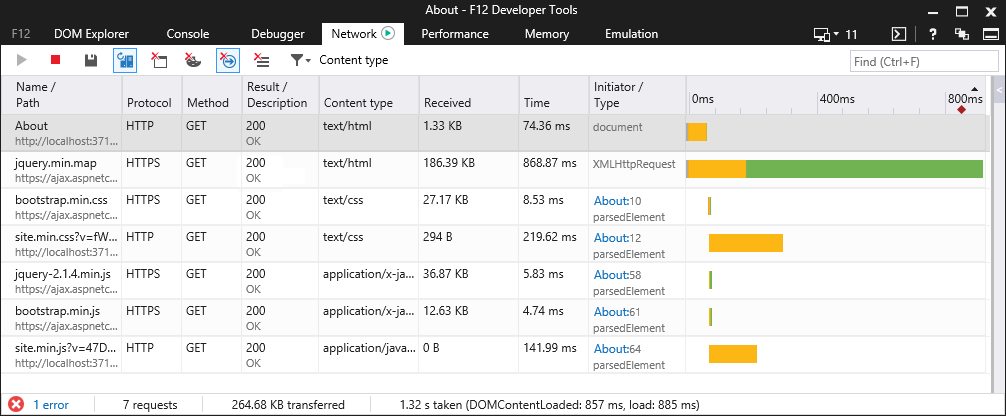 About - F12 Developer Tools
F12 DOM Explorer Console Debugger Network Performance Memory Emulation 11 ?
Content type Find (Ctrl+F)
Name / Path Protocol Method Result / Description Content type Received Time Initiator / Type 0ms 400ms 800ms
About HTTP GET 200 text/html 1.33 KB 74.36 ms document
http://localhost:371... OK
jquery.min.map HTTPS GET 200 text/html 186.39 KB 868.87 ms XMLHttpRequest
https://ajax.aspnetc... OK
bootstrap.min.css HTTPS GET 200 text/css 27.17 KB 8.53 ms About:10
https://ajax.aspnetc... OK parsedElement
site.min.css?v=fW... HTTP GET 200 text/css 294 B 219.62 ms About:12
http://localhost:371... OK parsedElement
jquery-2.1.4.min.js HTTPS GET 200 application/x-ja... 36.87 KB 5.83 ms About:58
https://ajax.aspnetc... OK parsedElement
bootstrap.min.js HTTPS GET 200 application/x-ja... 12.63 KB 4.74 ms About:61
https://ajax.aspnetc... OK parsedElement
site.min.js?v=47D... HTTP GET 200 application/java... 0 B 141.99 ms About:64
http://localhost:371... OK parsedElement
1 error 7 requests 264.68 KB transferred 1.32 s taken (DOMContentLoaded: 857 ms, load: 885 ms)